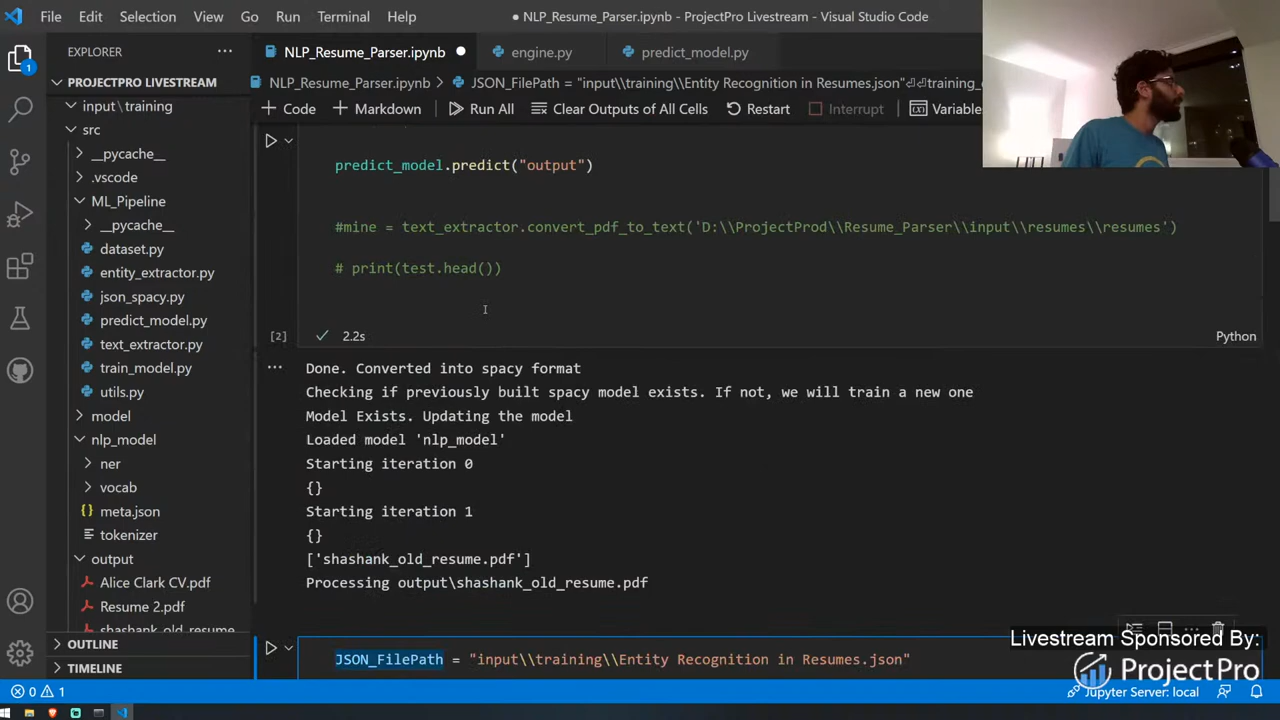 File Edit Selection View Go Run Terminal Help
NLP_Resume_Parser.ipynb - ProjectPro Livestream - Visual Studio Code
EXPLORER
NLP_Resume_Parser.ipynb
engine.py
predict_model.py
PROJECTPRO LIVESTREAM
NLP_Resume_Parser.ipynb > JSON_FilePath = "input\\training\\Entity Recognition in Resumes.json"⏎⏎training_
Code
Markdown
Run All
Clear Outputs of All Cells
Restart
Interrupt
Variable
input\training
src
__pycache__
.vscode
ML_Pipeline
__pycache__
dataset.py
entity_extractor.py
json_spacy.py
predict_model.py
text_extractor.py
train_model.py
utils.py
model
nlp_model
ner
vocab
meta.json
tokenizer
output
Alice Clark CV.pdf
Resume 2.pdf
shashank_old_resume
OUTLINE
TIMELINE
1
predict_model.predict("output")
#mine = text_extractor.convert_pdf_to_text('D:\\ProjectProd\\Resume_Parser\\input\\resumes\\resumes')
# print(test.head())
[2]
2.2s
Python
Done. Converted into spacy format
Checking if previously built spacy model exists. If not, we will train a new one
Model Exists. Updating the model
Loaded model 'nlp_model'
Starting iteration 0
{}
Starting iteration 1
{}
['shashank_old_resume.pdf']
Processing output\shashank_old_resume.pdf
JSON_FilePath = "input\\training\\Entity Recognition in Resumes.json"
Livestream Sponsored By:
ProjectPro
0 1
Jupyter Server: local